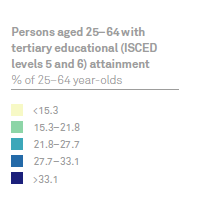 Persons aged 25–64 with
tertiary educational (ISCED
levels 5 and 6) attainment
% of 25–64 year-olds
<15.3
15.3–21.8
21.8–27.7
27.7–33.1
>33.1